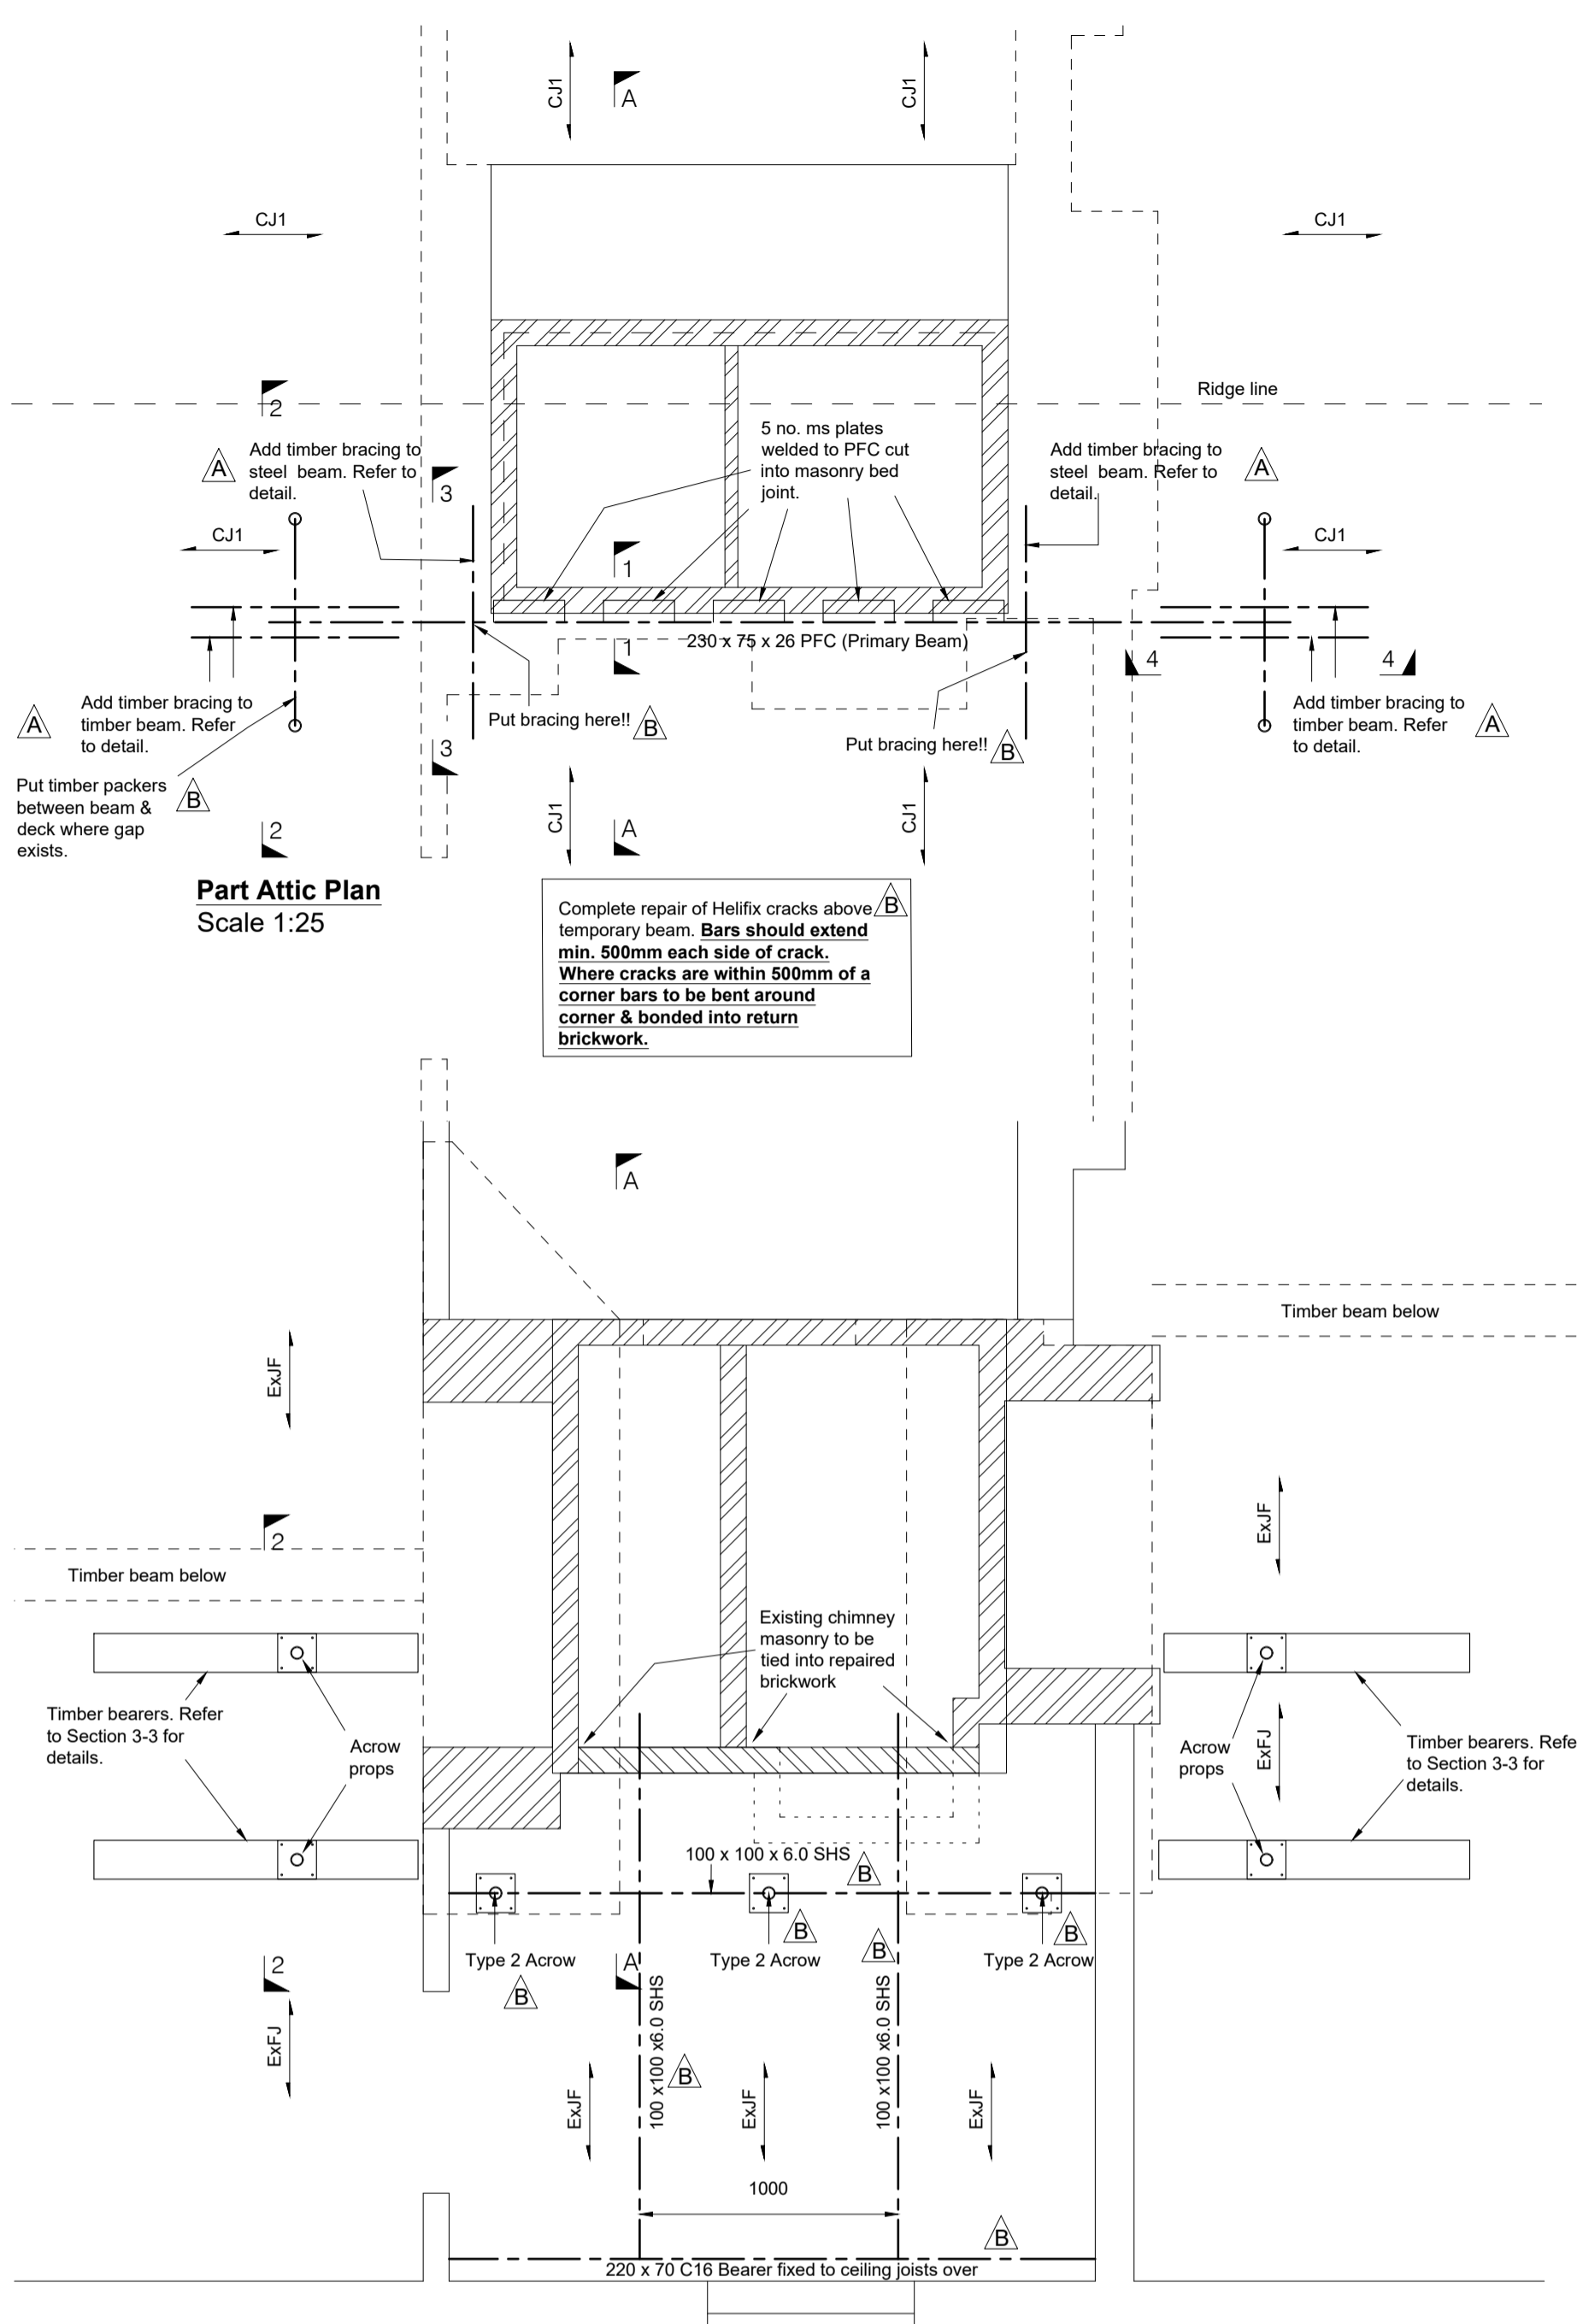 CJ1
A
CJ1
CJ1
CJ1
Ridge line
2
A
Add timber bracing to
steel beam. Refer to
detail.
3
5 no. ms plates
welded to PFC cut
into masonry bed
joint.
Add timber bracing to
steel beam. Refer to
detail.
A
CJ1
1
CJ1
230 x 75 x 26 PFC (Primary Beam)
1
4
4
A
Add timber bracing to
timber beam. Refer
to detail.
Put bracing here!!
B
Put bracing here!!
B
Add timber bracing to
timber beam. Refer
to detail.
A
3
Put timber packers
between beam &
deck where gap
exists.
B
2
CJ1
A
CJ1
Part Attic Plan
Scale 1:25
Complete repair of Helifix cracks above
temporary beam. Bars should extend
min. 500mm each side of crack.
Where cracks are within 500mm of a
corner bars to be bent around
corner & bonded into return
brickwork.
B
A
Timber beam below
ExJF
2
Timber beam below
ExJF
Existing chimney
masonry to be
tied into repaired
brickwork
Timber bearers. Refer
to Section 3-3 for
details.
Acrow
props
Acrow
props
ExFJ
Timber bearers. Refe
to Section 3-3 for
details.
100 x 100 x 6.0 SHS
B
B
B
B
Type 2 Acrow
B
Type 2 Acrow
Type 2 Acrow
2
A
ExFJ
100 x100 x6.0 SHS
B
100 x100 x6.0 SHS
ExJF
ExJF
ExJF
1000
B
220 x 70 C16 Bearer fixed to ceiling joists over